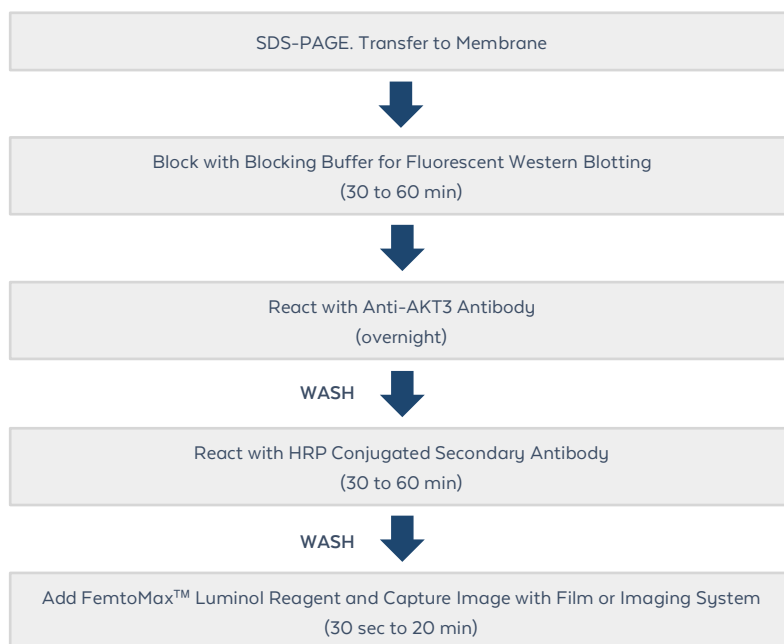 SDS-PAGE. Transfer to Membrane
Block with Blocking Buffer for Fluorescent Western Blotting
(30 to 60 min)
React with Anti-AKT3 Antibody
(overnight)
WASH
React with HRP Conjugated Secondary Antibody
(30 to 60 min)
WASH
Add FemtoMax™ Luminol Reagent and Capture Image with Film or Imaging System
(30 sec to 20 min)